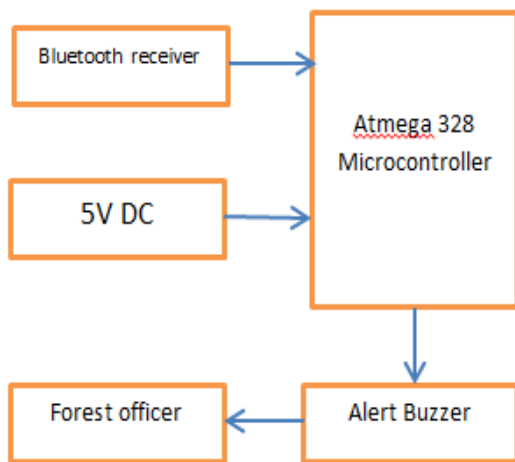 Bluetooth receiver
Atmega 328
Microcontroller
5V DC
Forest officer
Alert Buzzer